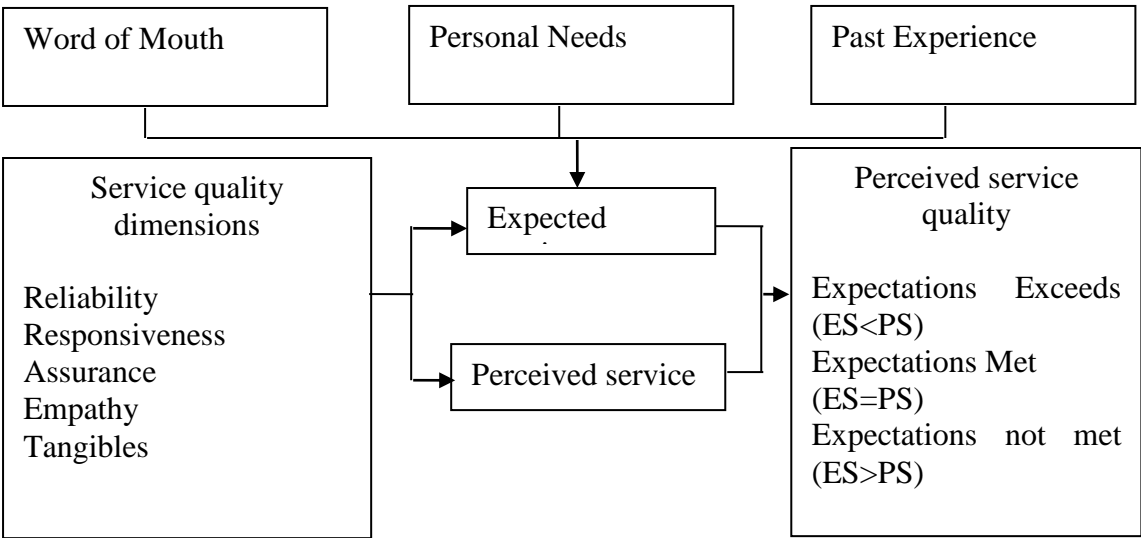 Word of Mouth
Personal Needs
Past Experience
Service quality
dimensions
Reliability
Responsiveness
Assurance
Empathy
Tangibles
Expected
Perceived service
Perceived service
quality
Expectations Exceeds
(ES<PS)
Expectations Met
(ES=PS)
Expectations not met
(ES>PS)